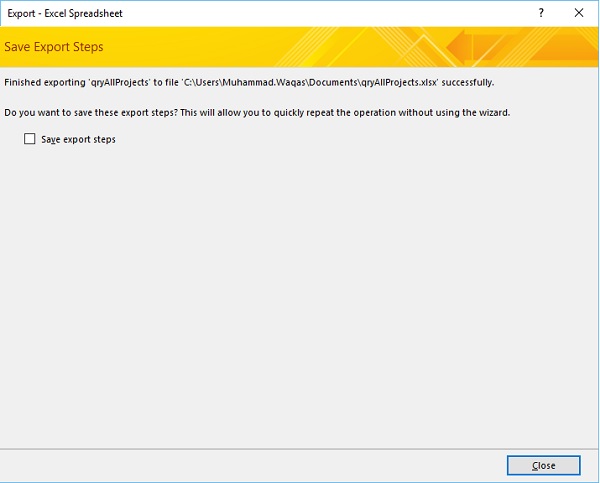 Export - Excel Spreadsheet
?
Save Export Steps
Finished exporting 'qryAllProjects' to file 'C:\Users\Muhammad.Waqas\Documents\qryAllProjects.xlsx' successfully.
Do you want to save these export steps? This will allow you to quickly repeat the operation without using the wizard.
Save export steps
Close